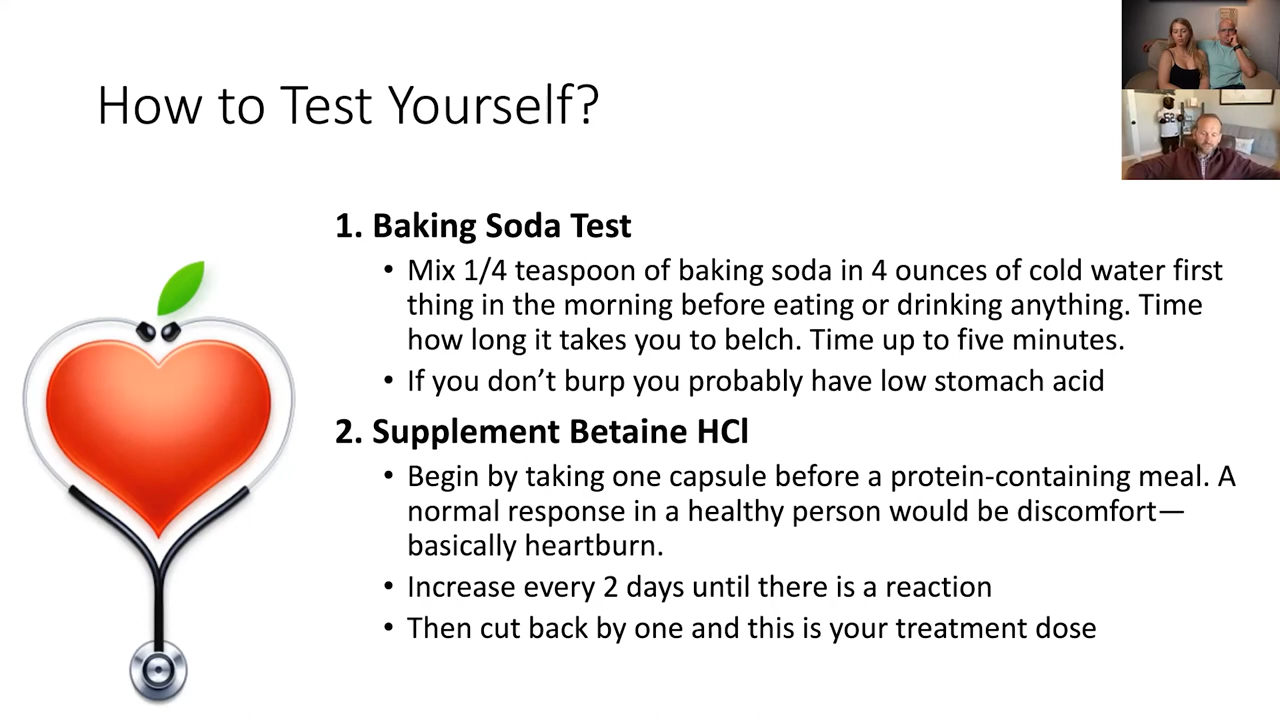 How to Test Yourself?
1. Baking Soda Test
• Mix 1/4 teaspoon of baking soda in 4 ounces of cold water first
thing in the morning before eating or drinking anything. Time
how long it takes you to belch. Time up to five minutes.
• If you don’t burp you probably have low stomach acid
2. Supplement Betaine HCl
• Begin by taking one capsule before a protein-containing meal. A
normal response in a healthy person would be discomfort—
basically heartburn.
• Increase every 2 days until there is a reaction
• Then cut back by one and this is your treatment dose
52